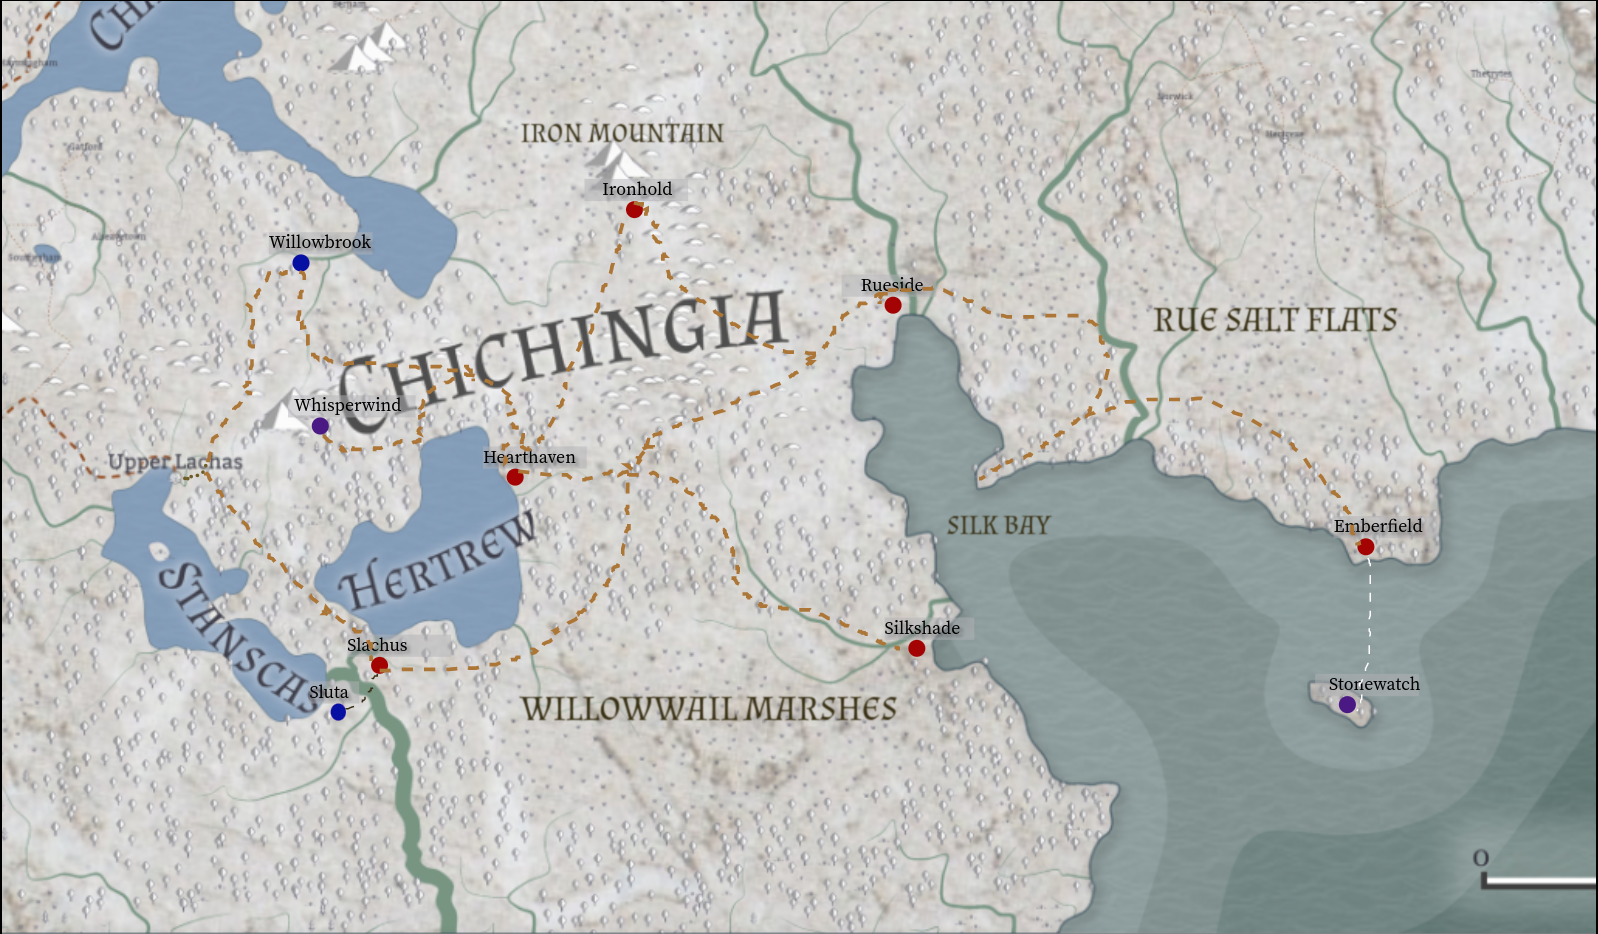 CHI
IRON MOUNTAIN
Ironhold
Willowbrook
Rueside
CHICHINGIA
RUE SALT FLATS
Whisperwind
Upper Lachas
Hearthaven
SILK BAY
Emberfield
HERTREW
STANSCAS
Silkshade
Slachus
Sluta
Stonewatch
WILLOWWAIL MARSHES
0